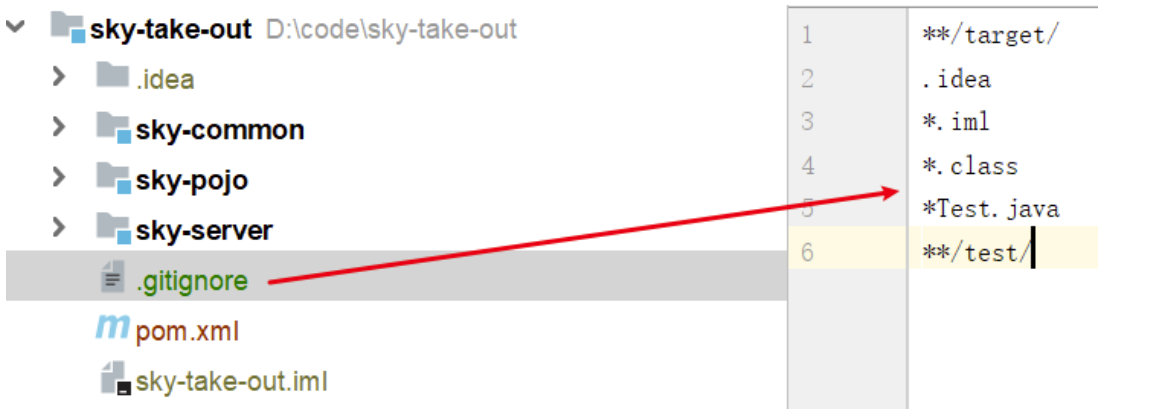 sky-take-out D:\code\sky-take-out
.idea
sky-common
sky-pojo
sky-server
.gitignore
m pom.xml
sky-take-out.iml
1 **/target/
2 .idea
3 *.iml
4 *.class
5 *Test.java
6 **/test/